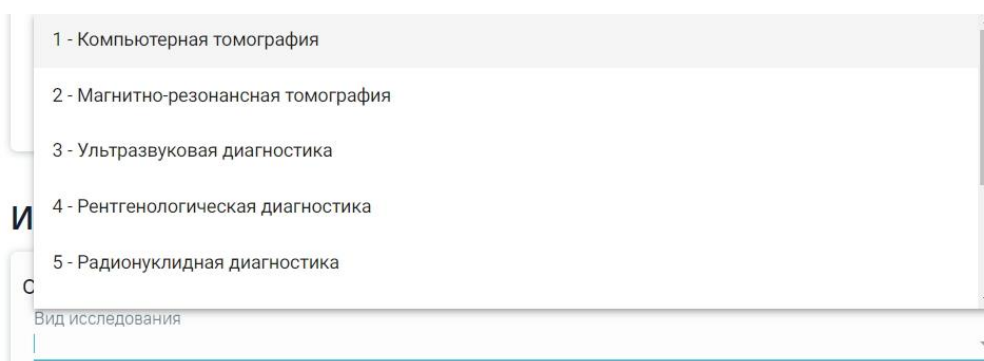 1 - Компьютерная томография
2 - Магнитно-резонансная томография
3 - Ультразвуковая диагностика
4 - Рентгенологическая диагностика
5 - Радионуклидная диагностика
Вид исследования